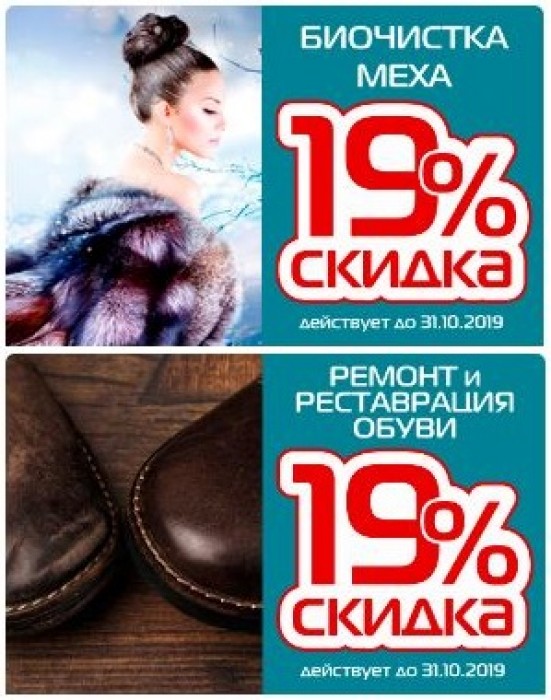 БИОЧИСТКА
МЕХА
19%
СКИДКА
действует до 31.10.2019
РЕМОНТ и
РЕСТАВРАЦИЯ
ОБУВИ
19%
СКИДКА
действует до 31.10.2019